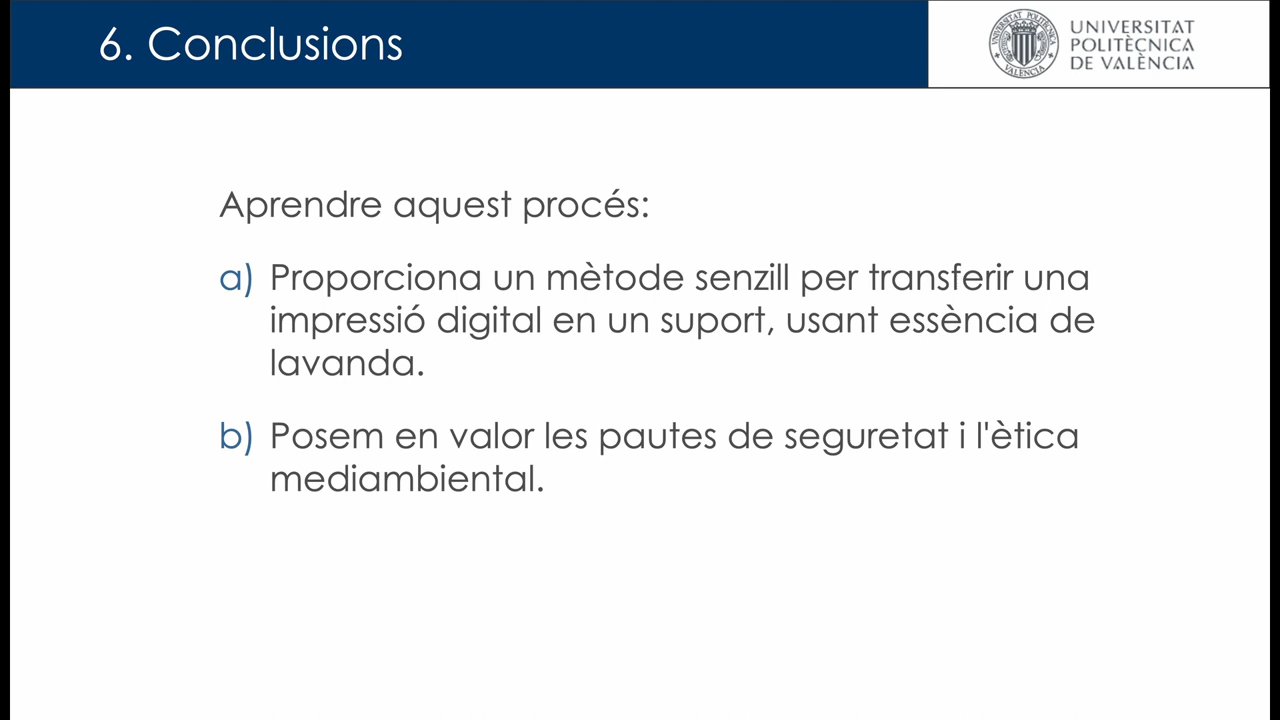 6. Conclusions
UNIVERSITAT
POLITÈCNICA
DE VALÈNCIA
Aprendre aquest procés:
a) Proporciona un mètode senzill per transferir una
impressió digital en un suport, usant essència de
lavanda.
b) Posem en valor les pautes de seguretat i l'ètica
mediambiental.